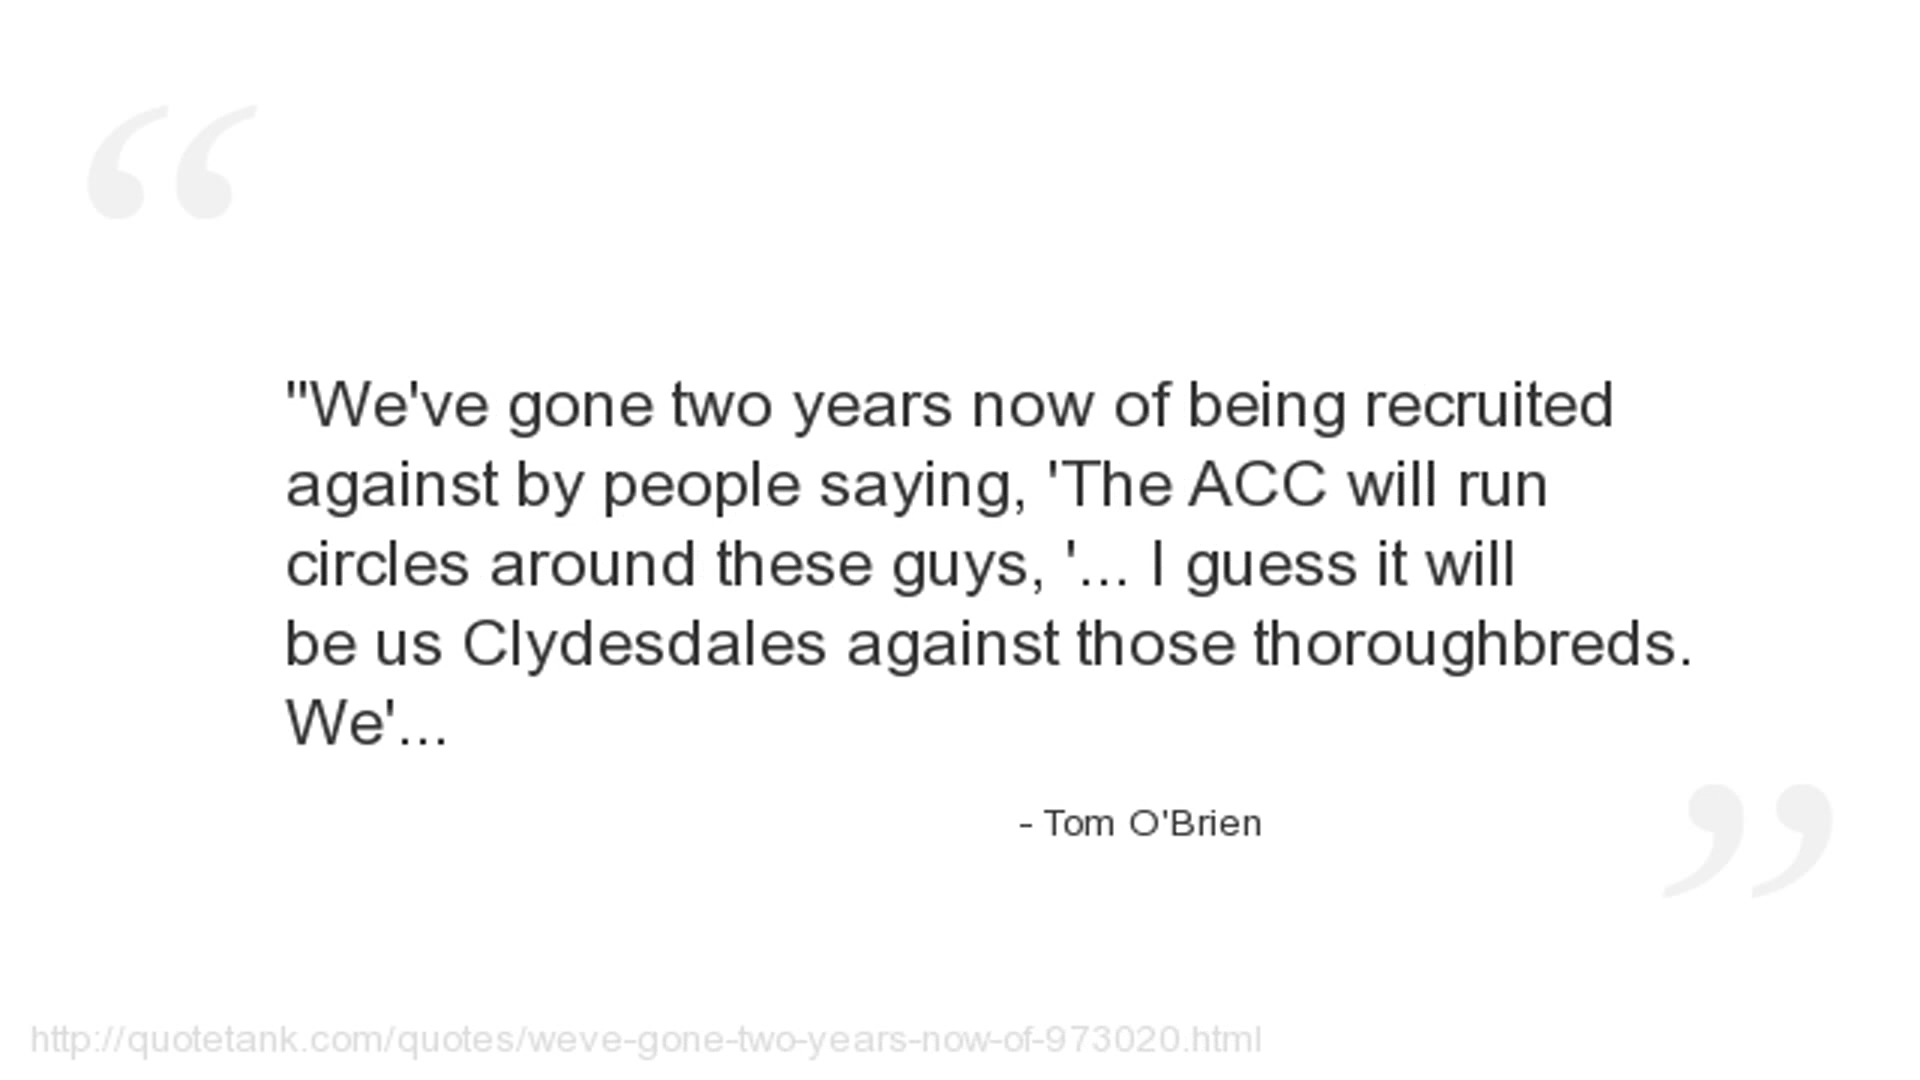 "We've gone two years now of being recruited
against by people saying, 'The ACC will run
circles around these guys, '... I guess it will
be us Clydesdales against those thoroughbreds.
We'...
- Tom O'Brien
http://quotetank.com/quotes/weve-gone-two-years-now-of-973020.html